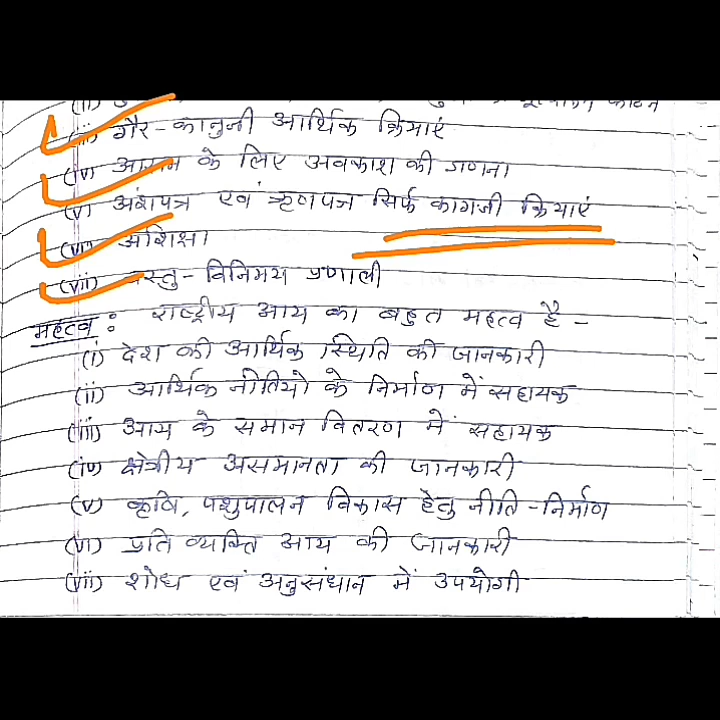 (iii) गैर-कानुनी आर्थिक क्रियाएं
(iv) आराम के लिए अवकाश की गणना
(v) अंशपत्र एवं ऋणपत्र सिर्फ कागजी क्रियाएं
(vi) अशिक्षा
(vii) वस्तु-विनिमय प्रणाली
महत्व: राष्ट्रीय आय का बहुत महत्व है -
(i) देश की आर्थिक स्थिति की जानकारी
(ii) आर्थिक नीतियो के निर्माण में सहायक
(iii) आय के समान वितरण में सहायक
(iv) क्षेत्रीय असमानता की जानकारी
(v) कृषि, पशुपालन विकास हेतु नीति-निर्माण
(vi) प्रति व्यक्ति आय की जानकारी
(vii) शोध एवं अनुसंधान में उपयोगी